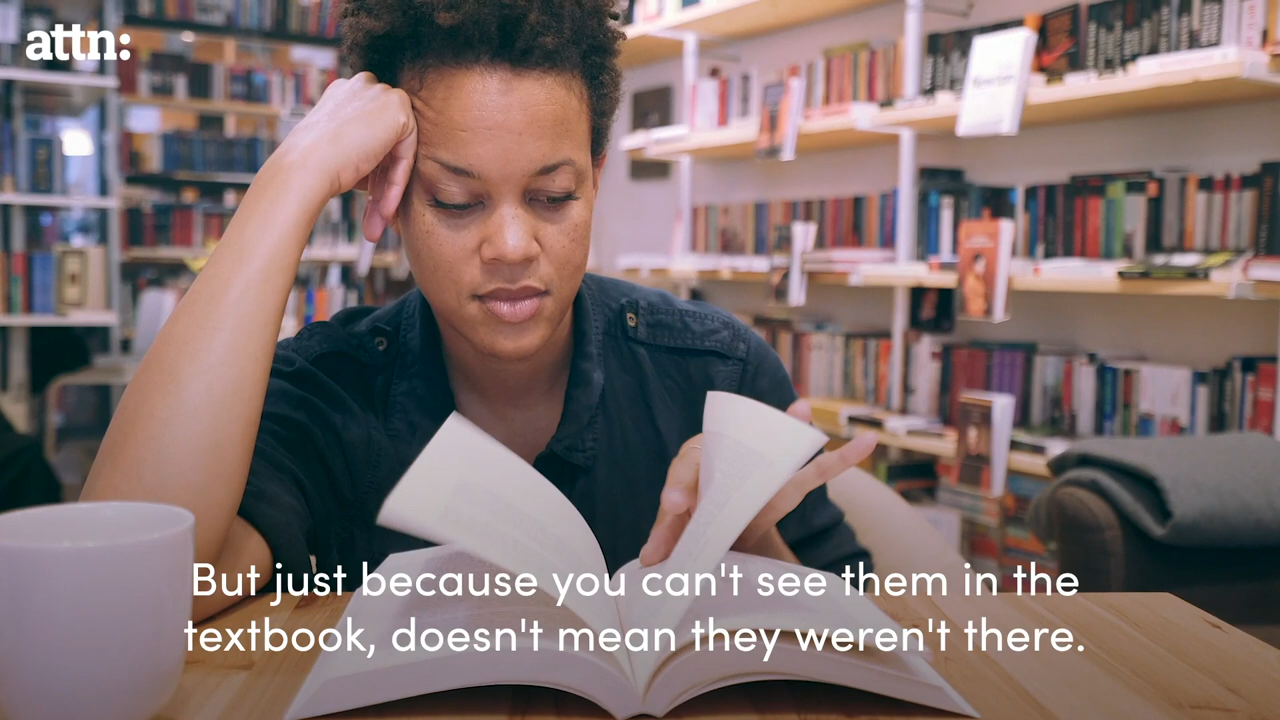 attn:
But just because you can't see them in the
textbook, doesn't mean they weren't there.